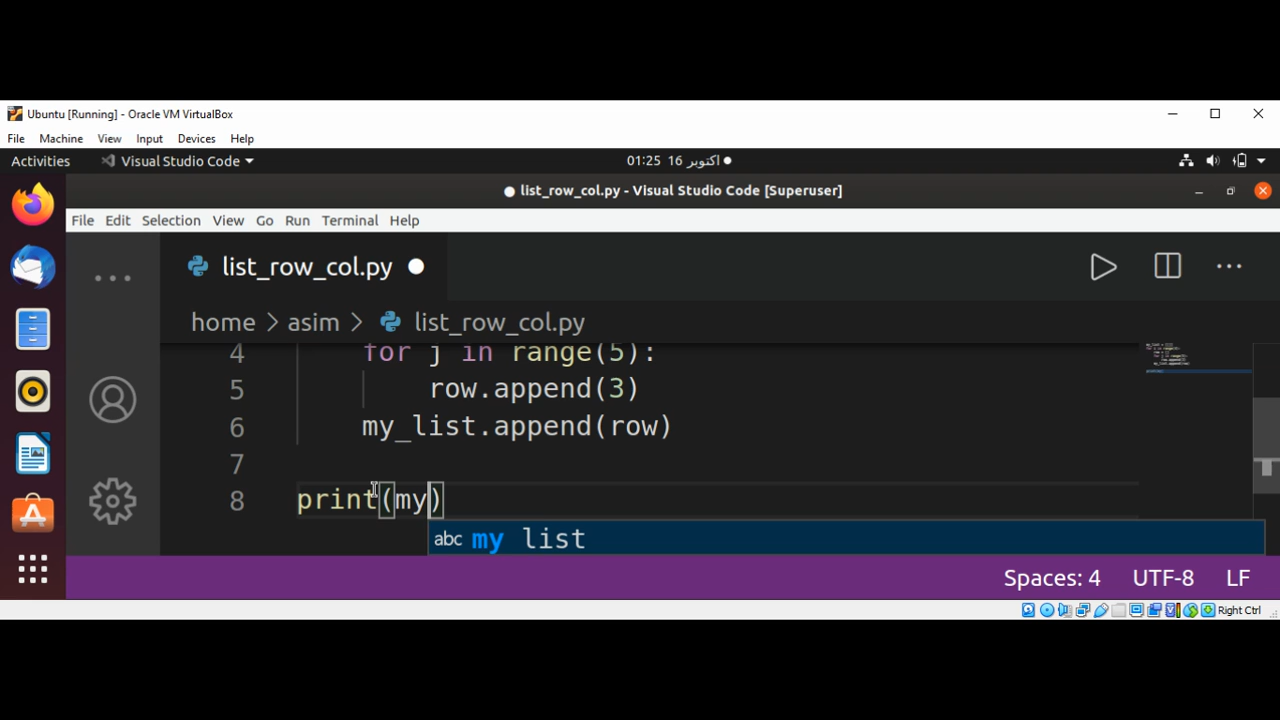 Ubuntu [Running] - Oracle VM VirtualBox
File Machine View Input Devices Help
Activities Visual Studio Code 01:25 16 اکتوبر
list_row_col.py - Visual Studio Code [Superuser]
File Edit Selection View Go Run Terminal Help
list_row_col.py
home > asim > list_row_col.py
4 for j in range(5):
5 row.append(3)
6 my_list.append(row)
7
8 print(my)
abc my list
Spaces: 4 UTF-8 LF
Right Ctrl